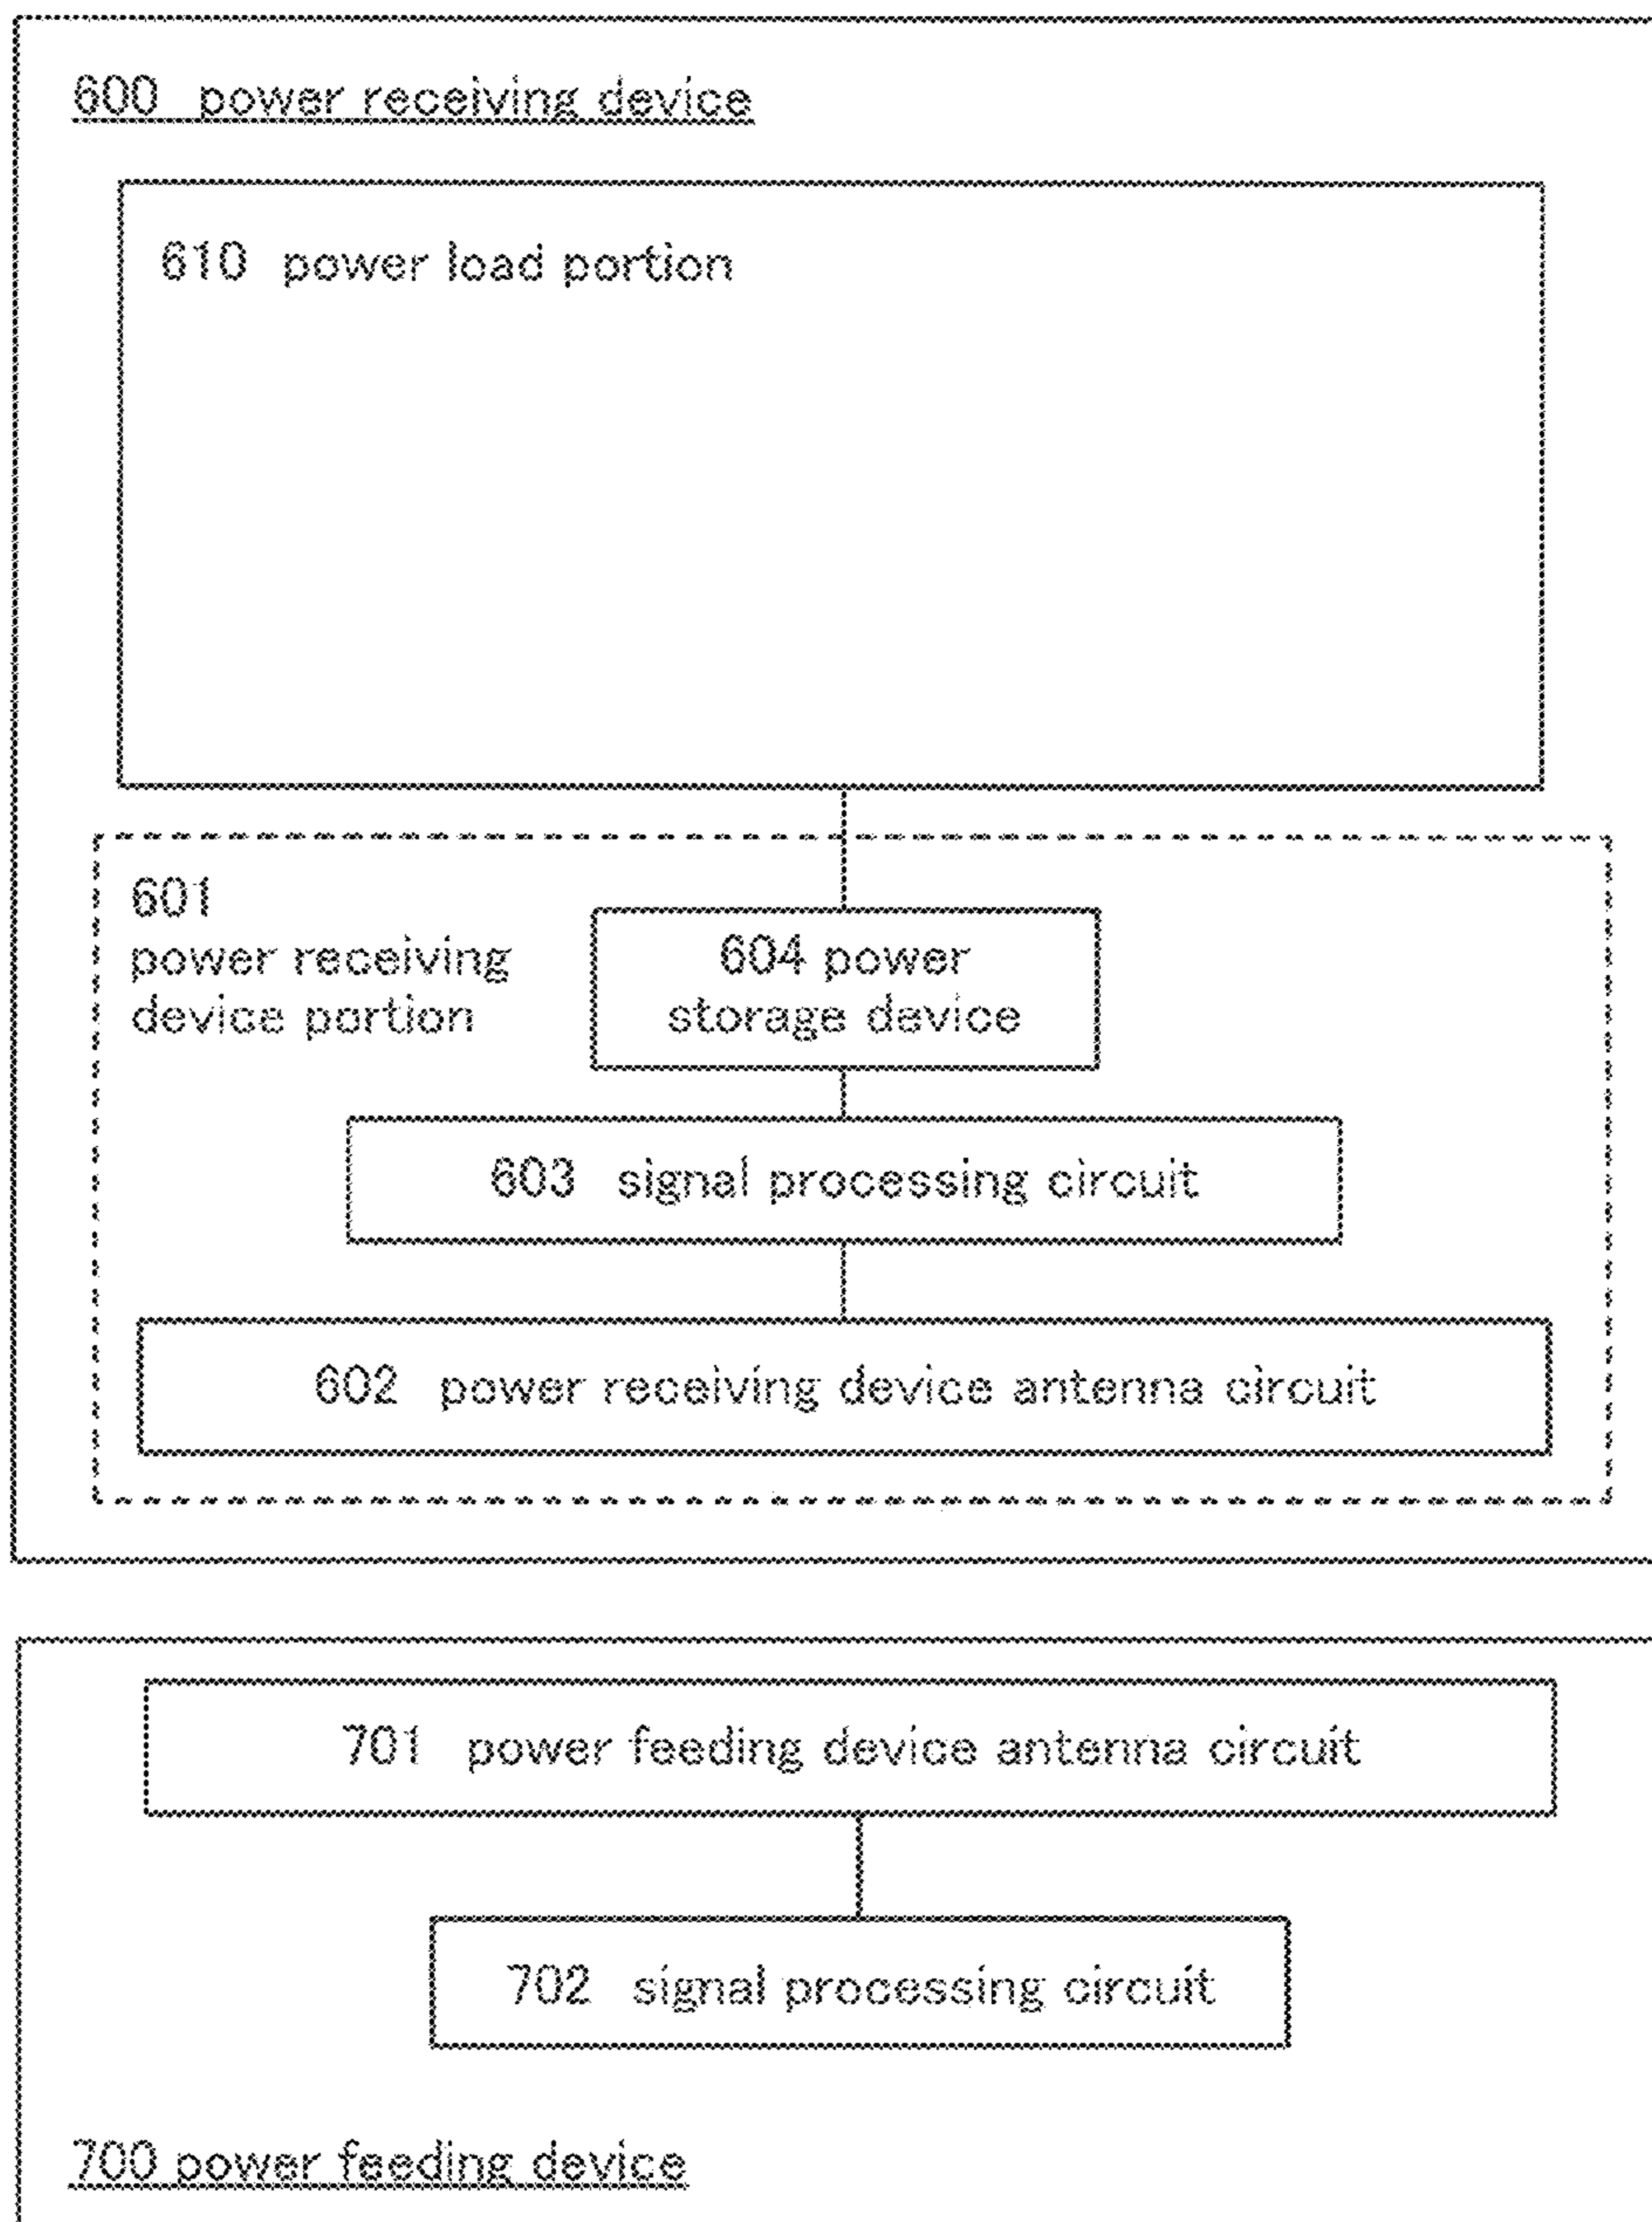 600 power receiving device
610 power load portion
601
power receiving
device portion
604 power
storage device
603 signal processing circuit
602 power receiving device antenna circuit
701 power feeding device antenna circuit
702 signal processing circuit
700 power feeding device